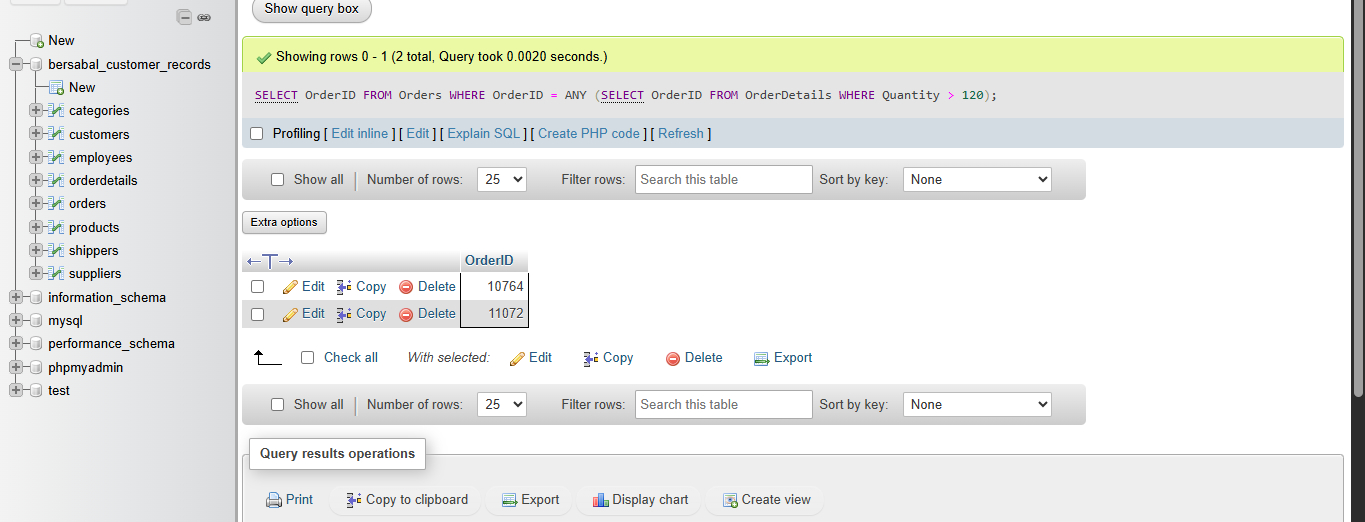 Show query box
New
bersabal_customer_records
New
categories
customers
employees
orderdetails
orders
products
shippers
suppliers
information_schema
mysql
performance_schema
phpmyadmin
test
Showing rows 0 - 1 (2 total, Query took 0.0020 seconds.)
SELECT OrderID FROM Orders WHERE OrderID = ANY (SELECT OrderID FROM OrderDetails WHERE Quantity > 120);
Profiling [ Edit inline ] [ Edit ] [ Explain SQL ] [ Create PHP code ] [ Refresh ]
Show all Number of rows: 25 Filter rows: Search this table Sort by key: None
Extra options
←T→ OrderID
Edit Copy Delete 10764
Edit Copy Delete 11072
Check all With selected: Edit Copy Delete Export
Show all Number of rows: 25 Filter rows: Search this table Sort by key: None
Query results operations
Print Copy to clipboard Export Display chart Create view